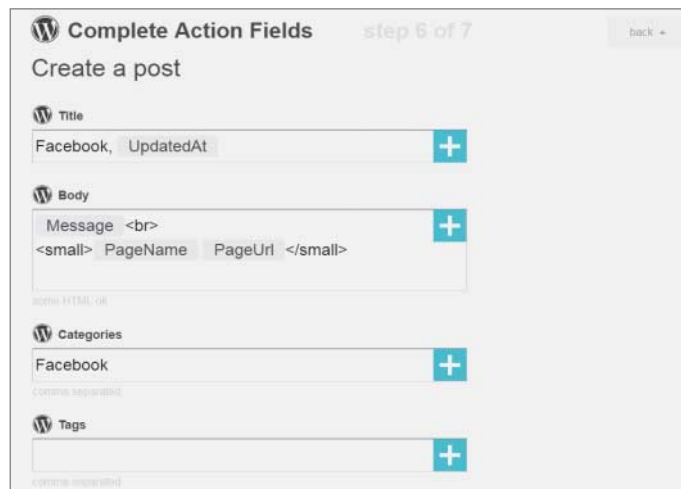 Complete Action Fields step 6 of 7 back
Create a post
Title
Facebook, UpdatedAt
Body
Message <br>
<small> PageName PageUrl </small>
some HTML ok
Categories
Facebook
comma separated
Tags
comma separated